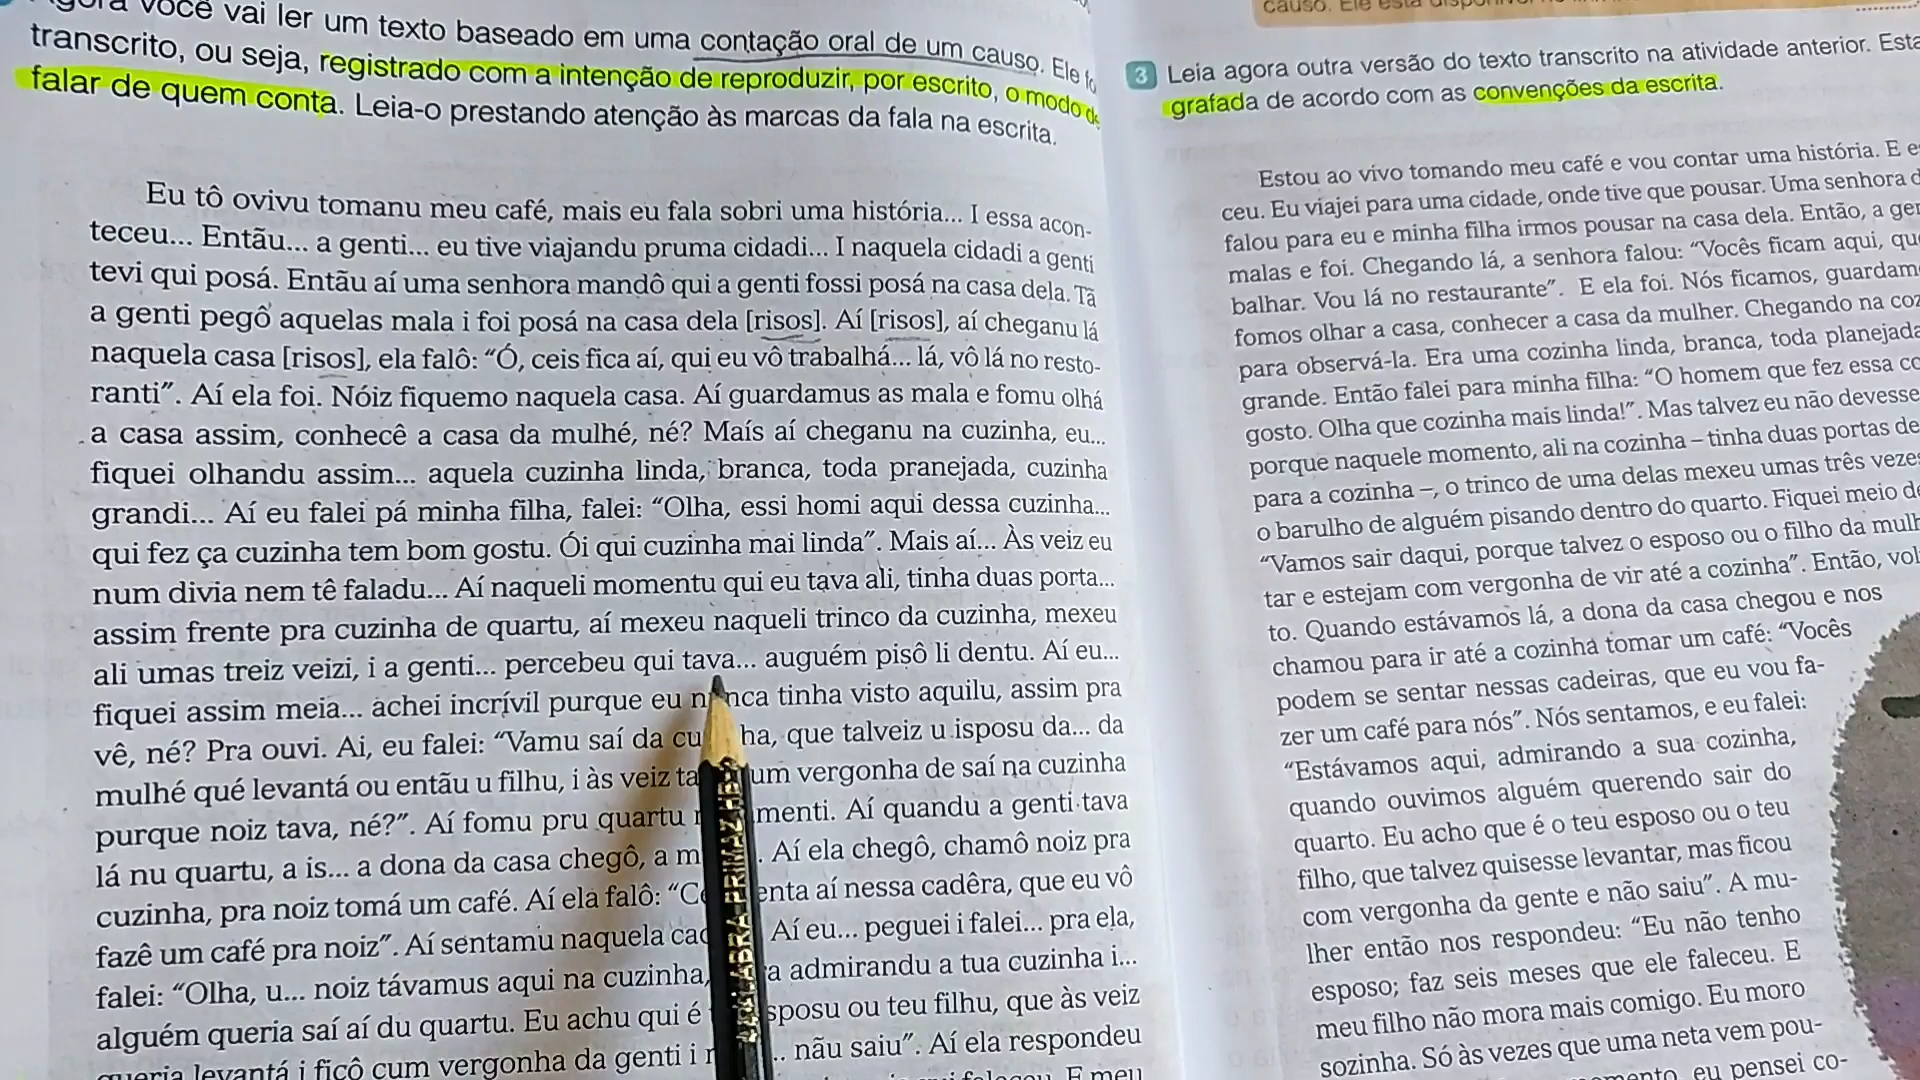 Agora você vai ler um texto baseado em uma contação oral de um causo. Ele
transcrito, ou seja, registrado com a intenção de reproduzir, por escrito, o modo de
falar de quem conta. Leia-o prestando atenção às marcas da fala na escrita.
Eu tô ovivu tomanu meu café, mais eu fala sobri uma história... I essa acon-
teceu... Entãu... a genti... eu tive viajandu pruma cidadi... I naquela cidadi a genti
tevi qui posá. Entãu aí uma senhora mandô qui a genti fossi posá na casa dela. Tã
a genti pegô aquelas mala i foi posá na casa dela [risos]. Aí [risos], aí cheganu lá
naquela casa [risos], ela falô: “Ó, ceis fica aí, qui eu vô trabalhá... lá, vô lá no resto-
ranti”. Aí ela foi. Nóiz fiquemo naquela casa. Aí guardamus as mala e fomu olhá
a casa assim, conhecê a casa da mulhé, né? Maís aí cheganu na cuzinha, eu...
fiquei olhandu assim... aquela cuzinha linda, branca, toda pranejada, cuzinha
grandi... Aí eu falei pá minha filha, falei: “Olha, essi homi aqui dessa cuzinha...
qui fez ça cuzinha tem bom gostu. Ói qui cuzinha mai linda”. Mais aí... Às veiz eu
num divia nem tê faladu... Aí naqueli momentu qui eu tava ali, tinha duas porta...
assim frente pra cuzinha de quartu, aí mexeu naqueli trinco da cuzinha, mexeu
ali umas treiz veizi, i a genti... percebeu qui tava... auguém pisô li dentu. Aí eu...
fiquei assim meia... achei incrívil purque eu nunca tinha visto aquilu, assim pra
vê, né? Pra ouvi. Ai, eu falei: “Vamu saí da cu ha, que talveiz u isposu da... da
mulhé qué levantá ou entãu u filhu, i às veiz ta um vergonha de saí na cuzinha
purque noiz tava, né?”. Aí fomu pru quartu menti. Aí quandu a genti tava
lá nu quartu, a is... a dona da casa chegô, a m . Aí ela chegô, chamô noiz pra
cuzinha, pra noiz tomá um café. Aí ela falô: “C enta aí nessa cadêra, que eu vô
fazê um café pra noiz”. Aí sentamu naquela Aí eu... peguei i falei... pra ela,
falei: “Olha, u... noiz távamus aqui na cuzinha, a admirandu a tua cuzinha i...
alguém queria saí aí du quartu. Eu achu qui é sposu ou teu filhu, que às veiz
queria levantá i ficô cum vergonha da genti i .. nãu saiu”. Aí ela respondeu
E meu
causo. Ele está
3 Leia agora outra versão do texto transcrito na atividade anterior. Esta
grafada de acordo com as convenções da escrita.
Estou ao vivo tomando meu café e vou contar uma história. E e
ceu. Eu viajei para uma cidade, onde tive que pousar. Uma senhora
falou para eu e minha filha irmos pousar na casa dela. Então, a
malas e foi. Chegando lá, a senhora falou: “Vocês ficam aqui,
balhar. Vou lá no restaurante”. E ela foi. Nós ficamos,
fomos olhar a casa, conhecer a casa da mulher. Chegando na
para observá-la. Era uma cozinha linda, branca, toda planejada
grande. Então falei para minha filha: “O homem que fez essa
gosto. Olha que cozinha mais linda!”. Mas talvez eu não devesse
porque naquele momento, ali na cozinha – tinha duas portas de
para a cozinha –, o trinco de uma delas mexeu umas três
o barulho de alguém pisando dentro do quarto. Fiquei meio
“Vamos sair daqui, porque talvez o esposo ou o filho da
tar e estejam com vergonha de vir até a cozinha”. Então,
to. Quando estávamos lá, a dona da casa chegou e nos
chamou para ir até a cozinha tomar um café: “Vocês
podem se sentar nessas cadeiras, que eu vou fa-
zer um café para nós”. Nós sentamos, e eu falei:
“Estávamos aqui, admirando a sua cozinha,
quando ouvimos alguém querendo sair do
quarto. Eu acho que é o teu esposo ou o teu
filho, que talvez quisesse levantar, mas ficou
com vergonha da gente e não saiu”. A mu-
lher então nos respondeu: “Eu não tenho
esposo; faz seis meses que ele faleceu. E
meu filho não mora mais comigo. Eu moro
sozinha. Só às vezes que uma neta vem pou-
eu pensei co-